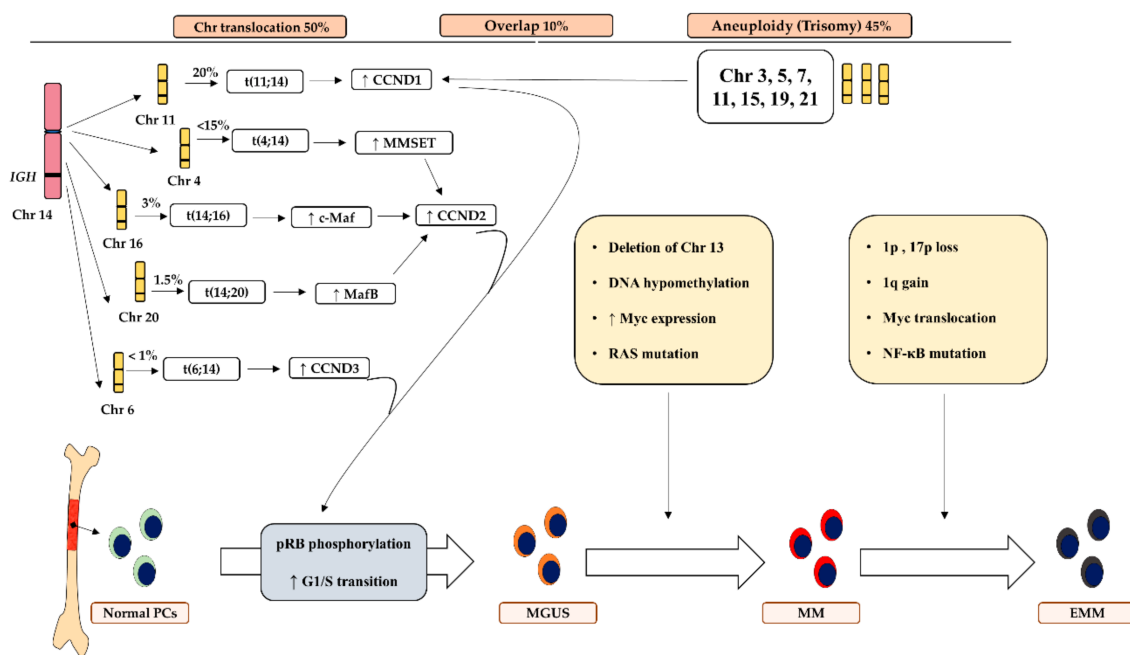 Chr translocation 50%
Overlap 10%
Aneuploidy (Trisomy) 45%
20%
t(11;14)
↑ CCND1
Chr 3, 5, 7,
11, 15, 19, 21
Chr 11
<15%
t(4;14)
↑ MMSET
IGH
Chr 4
Chr 14
3%
t(14;16)
↑ c-Maf
↑ CCND2
Chr 16
1.5%
t(14;20)
↑ MafB
Chr 20
< 1%
t(6;14)
↑ CCND3
Chr 6
• Deletion of Chr 13
• DNA hypomethylation
• ↑ Myc expression
• RAS mutation
• 1p , 17p loss
• 1q gain
• Myc translocation
• NF-κB mutation
pRB phosphorylation
↑ G1/S transition
Normal PCs
MGUS
MM
EMM